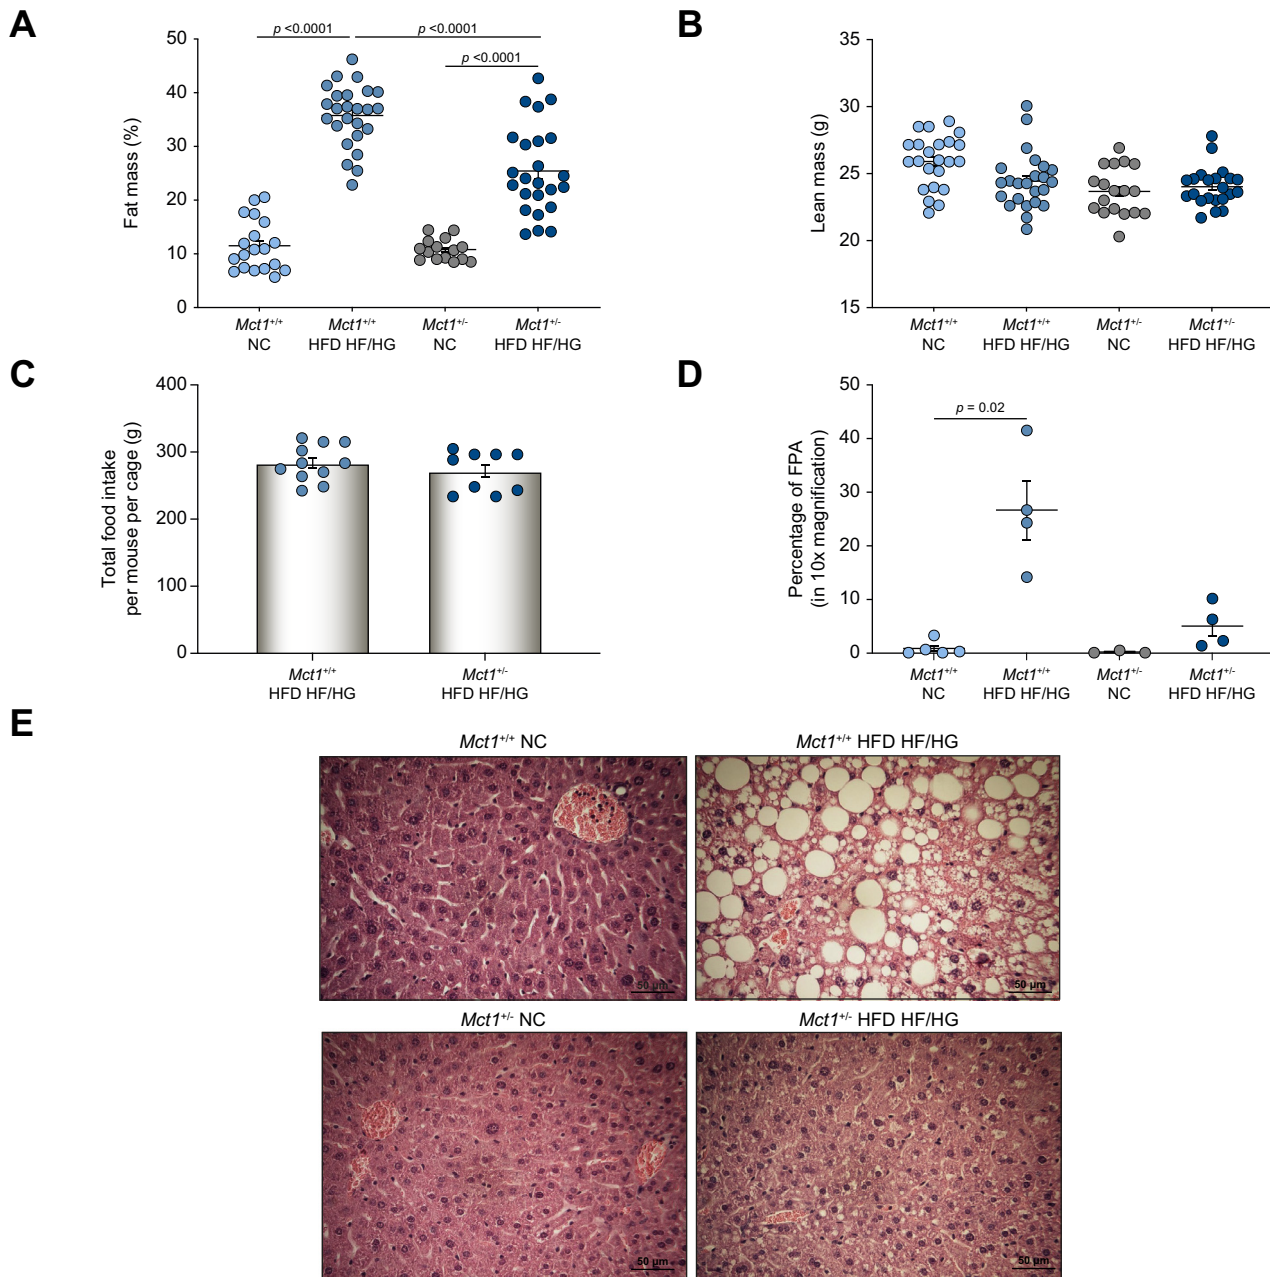 A
p <0.0001
p <0.0001
p <0.0001
Fat mass (%)
50
40
30
20
10
0
Mct1+/+
NC
Mct1+/+
HFD HF/HG
Mct1+/-
NC
Mct1+/-
HFD HF/HG
B
Lean mass (g)
35
30
25
20
15
Mct1+/+
NC
Mct1+/+
HFD HF/HG
Mct1+/-
NC
Mct1+/-
HFD HF/HG
C
Total food intake
per mouse per cage (g)
400
300
200
100
0
Mct1+/+
HFD HF/HG
Mct1+/-
HFD HF/HG
D
Percentage of FPA
(in 10x magnification)
50
40
30
20
10
0
p = 0.02
Mct1+/+
NC
Mct1+/+
HFD HF/HG
Mct1+/-
NC
Mct1+/-
HFD HF/HG
E
Mct1+/+ NC
50 µm
Mct1+/+ HFD HF/HG
50 µm
Mct1+/- NC
50 µm
Mct1+/- HFD HF/HG
50 µm